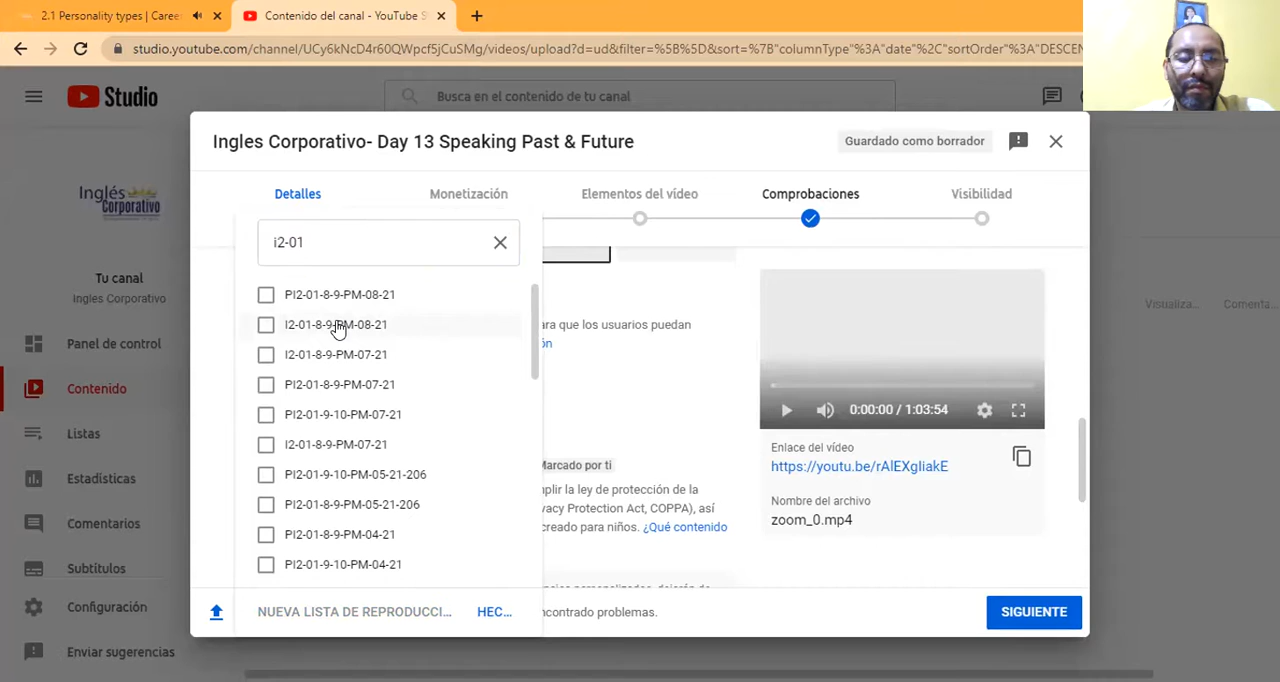 2.1 Personality types | Career
Contenido del canal - YouTube S
studio.youtube.com/channel/UCy6kNcD4r60QWpcf5jCuSMg/videos/upload?d=ud&filter=%5B%5D&sort=%7B"columnType"%3A"date"%2C"sortOrder"%3A"DESCEN
Studio
Busca en el contenido de tu canal
Ingles Corporativo- Day 13 Speaking Past & Future
Guardado como borrador
Detalles
Monetización
Elementos del vídeo
Comprobaciones
Visibilidad
Inglés
Corporativo
Tu canal
Ingles Corporativo
Panel de control
Contenido
Listas
Estadísticas
Comentarios
Subtítulos
Configuración
Enviar sugerencias
i2-01
PI2-01-8-9-PM-08-21
I2-01-8-9-PM-08-21
I2-01-8-9-PM-07-21
PI2-01-8-9-PM-07-21
PI2-01-9-10-PM-07-21
I2-01-8-9-PM-07-21
PI2-01-9-10-PM-05-21-206
PI2-01-8-9-PM-05-21-206
PI2-01-8-9-PM-04-21
PI2-01-9-10-PM-04-21
NUEVA LISTA DE REPRODUCCI...
HEC...
ara que los usuarios puedan
ón
Marcado por ti
mplir la ley de protección de la
vacy Protection Act, COPPA), así
creado para niños. ¿Qué contenido
ncontrado problemas.
0:00:00 / 1:03:54
Enlace del vídeo
https://youtu.be/rAlEXgIiakE
Nombre del archivo
zoom_0.mp4
Visualiza...
Comenta...
SIGUIENTE